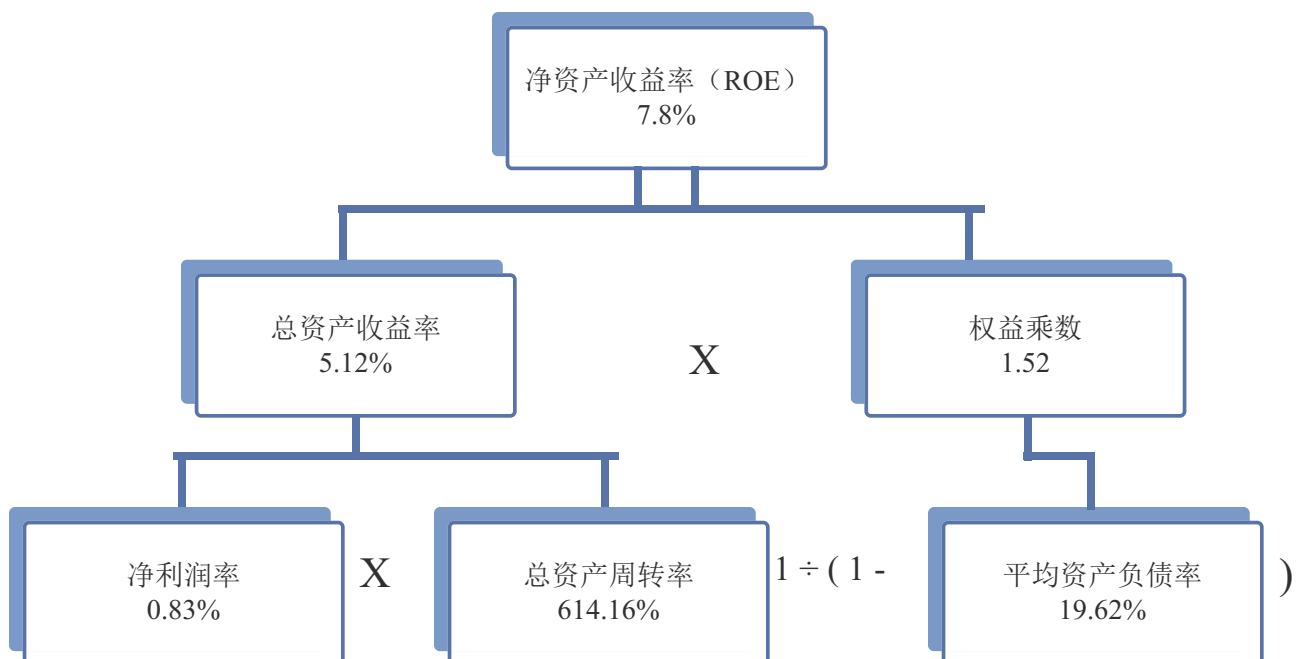 净资产收益率（ROE）
7.8%
总资产收益率
5.12%
X
权益乘数
1.52
净利润率
0.83%
X
总资产周转率
614.16%
1 ÷ ( 1 -
平均资产负债率
19.62%
)